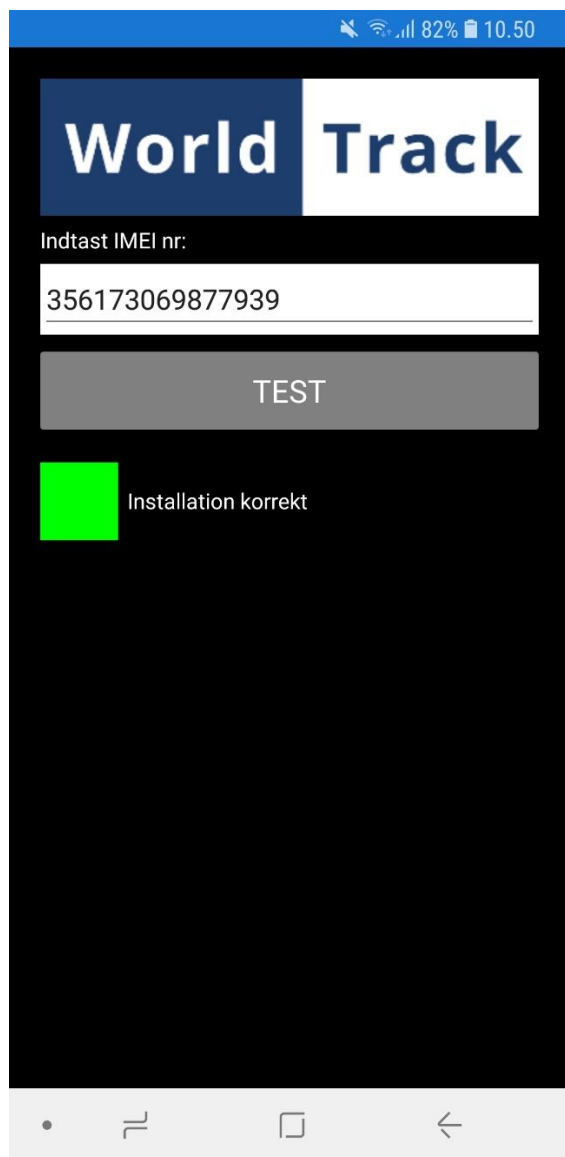 82% 10.50
World Track
Indtast IMEI nr:
356173069877939
TEST
Installation korrekt